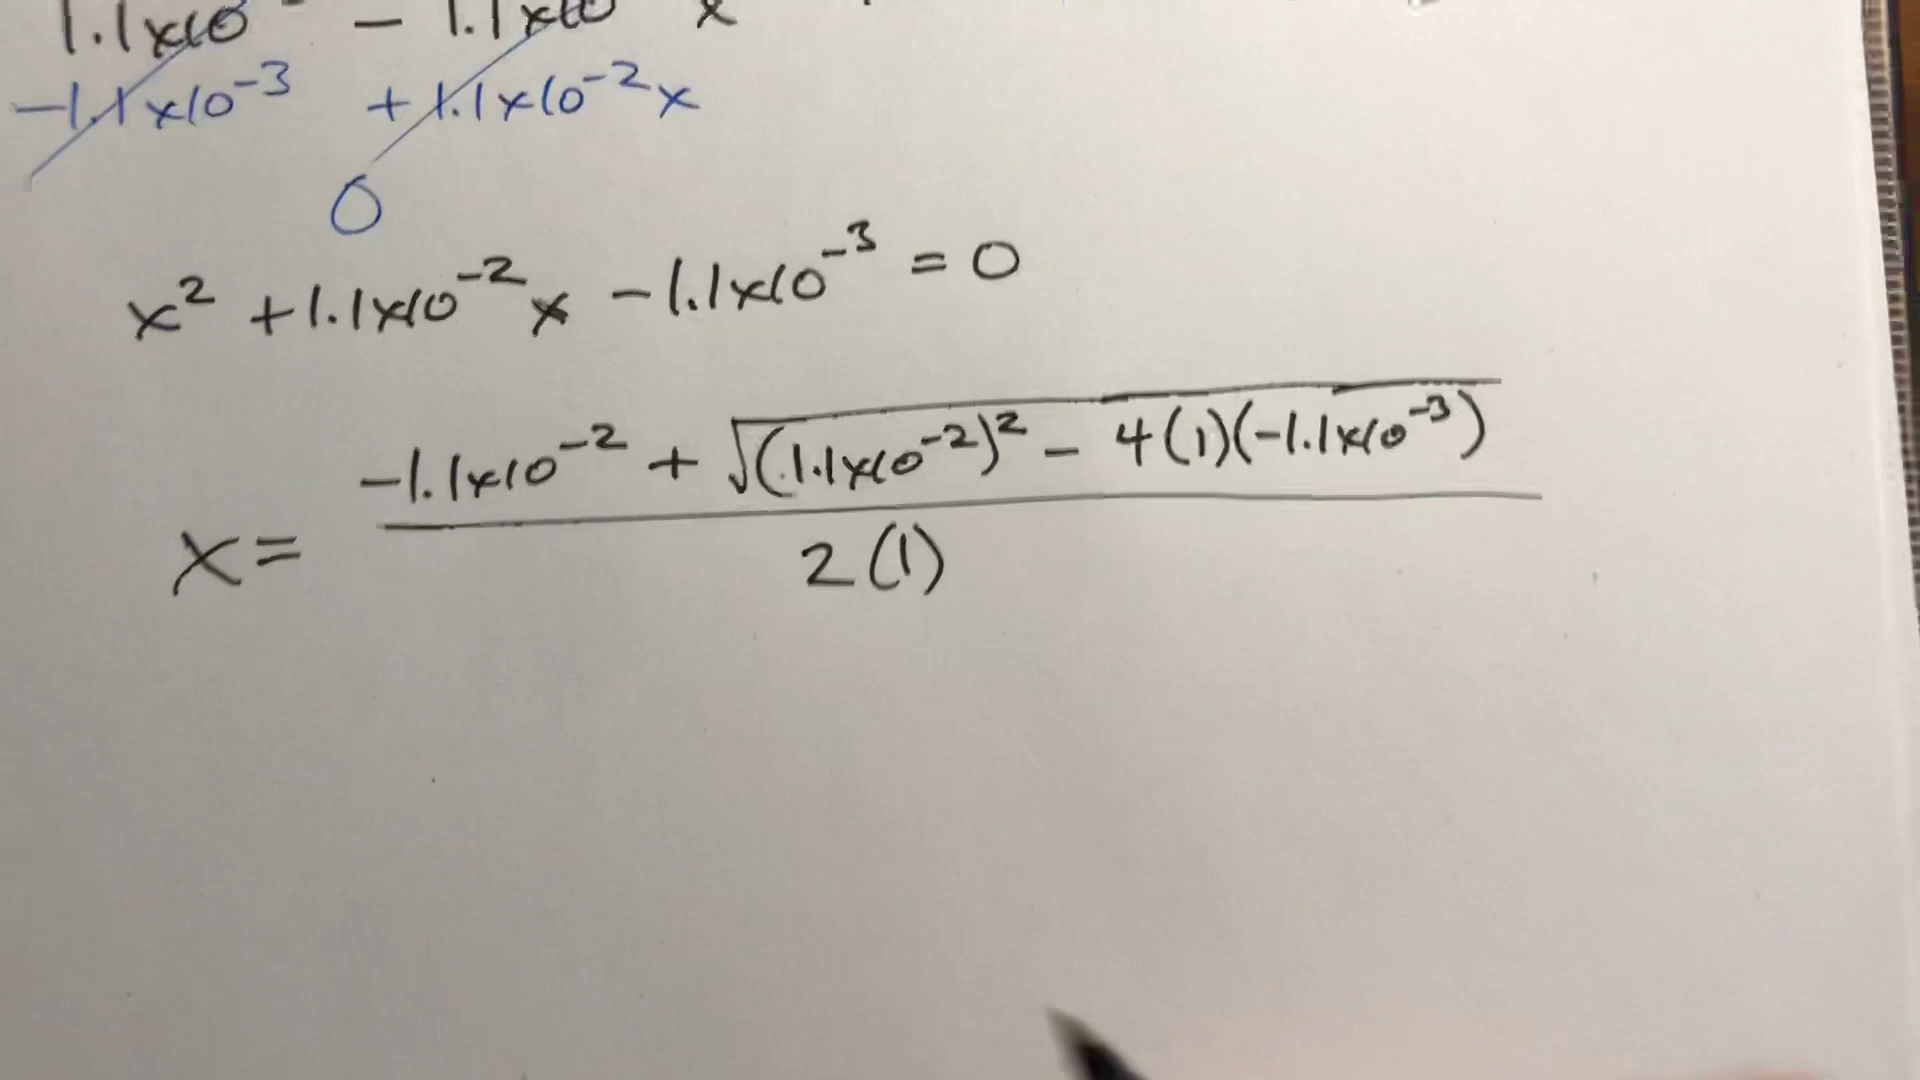 1.1x10 - 1.1x10 x
-1.1x10⁻³ + 1.1x10⁻²x
0
x² + 1.1x10⁻²x - 1.1x10⁻³ = 0
-1.1x10⁻² + √(1.1x10⁻²)² - 4(1)(-1.1x10⁻³)
x =
2(1)